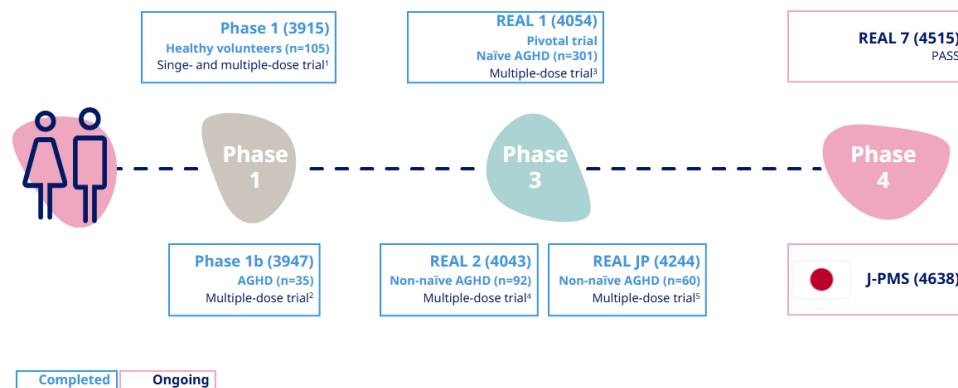 Phase 1 (3915)
Healthy volunteers (n=105)
Singe- and multiple-dose trial¹
REAL 1 (4054)
Pivotal trial
Naïve AGHD (n=301)
Multiple-dose trial³
REAL 7 (4515)
PASS
Phase
1
Phase
3
Phase
4
Phase 1b (3947)
AGHD (n=35)
Multiple-dose trial²
REAL 2 (4043)
Non-naïve AGHD (n=92)
Multiple-dose trial⁴
REAL JP (4244)
Non-naïve AGHD (n=60)
Multiple-dose trial⁵
J-PMS (4638)
Completed
Ongoing